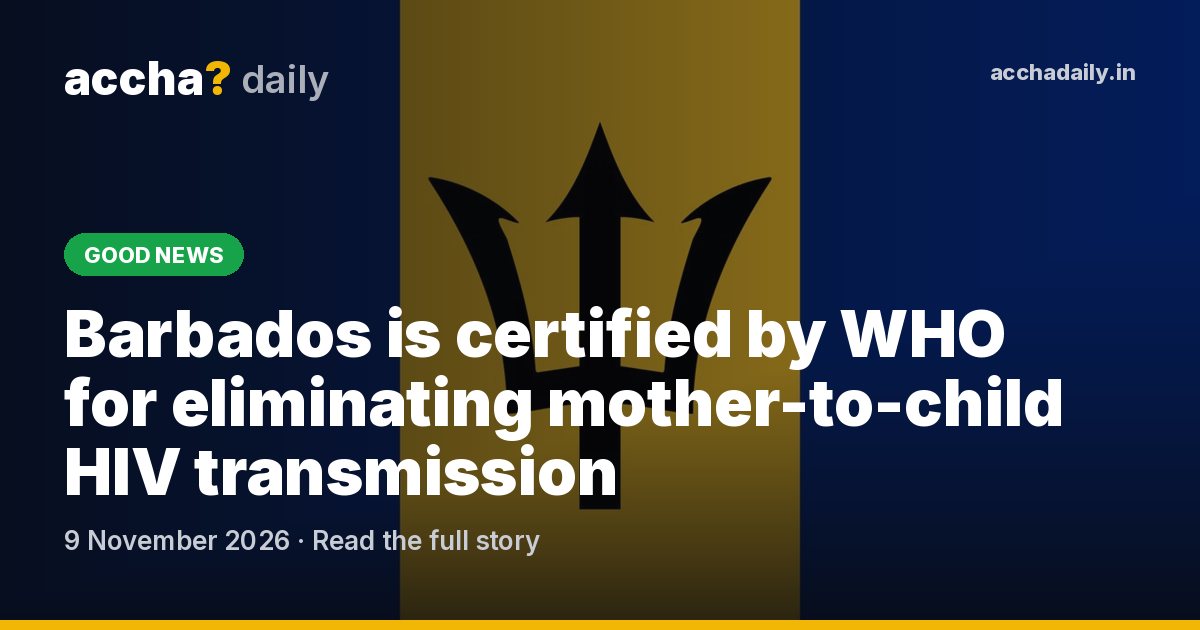 accha? daily
acchadaily.in
GOOD NEWS
Barbados is certified by WHO
for eliminating mother-to-child
HIV transmission
9 November 2026 · Read the full story